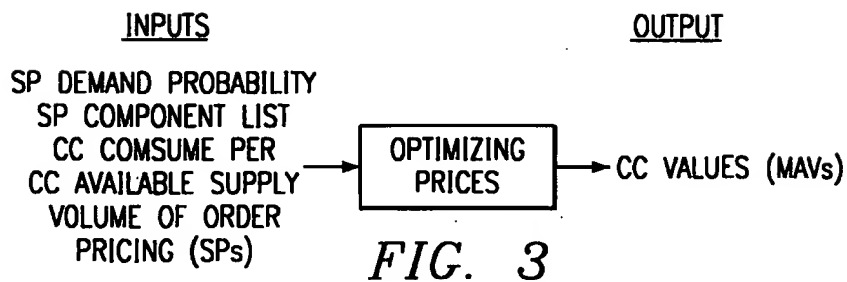 INPUTS
SP DEMAND PROBABILITY
SP COMPONENT LIST
CC COMSUME PER
CC AVAILABLE SUPPLY
VOLUME OF ORDER
PRICING (SPs)
OPTIMIZING
PRICES
OUTPUT
CC VALUES (MAVs)
FIG. 3